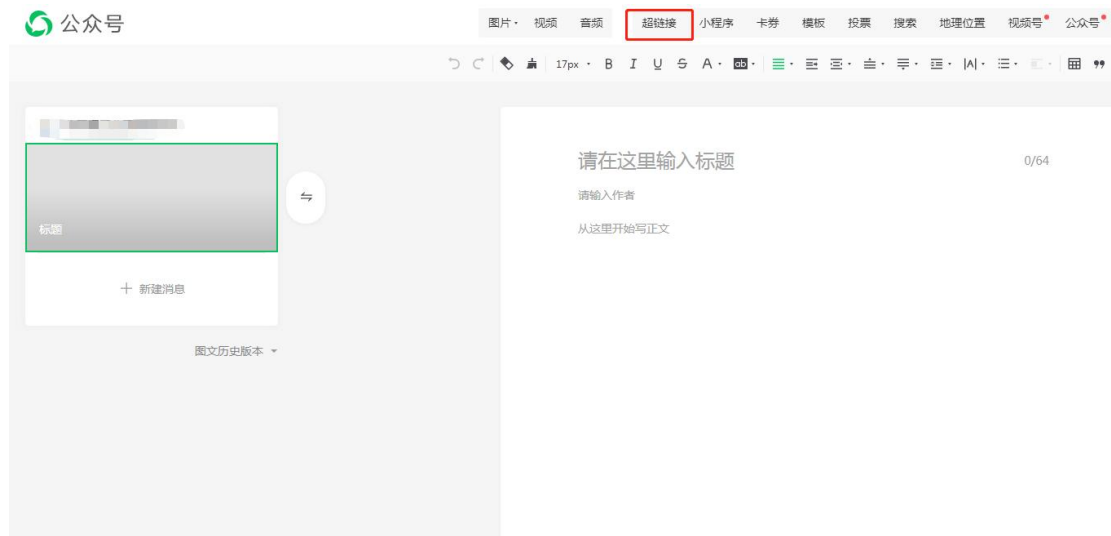 公众号
图片 视频 音频 超链接 小程序 卡券 模板 投票 搜索 地理位置 视频号 公众号
17px B I U S A ab |A|
标题
新建消息
图文历史版本
请在这里输入标题 0/64
请输入作者
从这里开始写正文